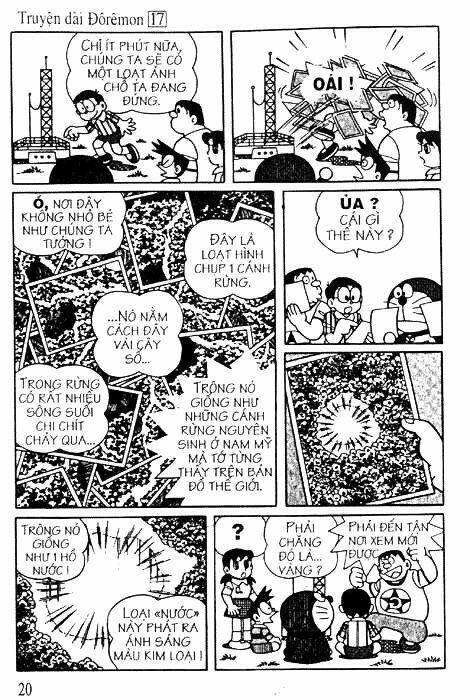 Truyện dài Đôrêmon 17
CHỈ ÍT PHÚT NỮA,
CHÚNG TA SẼ CÓ
MỘT LOẠT ẢNH
CHỖ TA ĐANG
ĐỨNG.
OÁI !
Ó, NƠI ĐÂY
KHÔNG NHỎ BÉ
NHƯ CHÚNG TA
TƯỞNG !
ĐÂY LÀ
LOẠT HÌNH
CHỤP 1 CÁNH
RỪNG.
...NÓ NẰM
CÁCH ĐÂY
VÀI CÂY
SỐ...
TRONG RỪNG
CÓ RẤT NHIỀU
SÔNG SUỐI
CHI CHÍT
CHẢY QUA...
TRÔNG NÓ
GIỐNG NHƯ
NHỮNG CÁNH
RỪNG NGUYÊN
SINH Ở NAM MỸ
MÀ TỚ TỪNG
THẤY TRÊN BẢN
ĐỒ THẾ GIỚI.
ỦA ?
CÁI GÌ
THẾ NÀY ?
TRÔNG NÓ
GIỐNG
NHƯ 1 HỒ
NƯỚC !
LOẠI «NƯỚC»
NÀY PHÁT RA
ÁNH SÁNG
MÀU KIM LOẠI !
?
PHẢI
CHĂNG
ĐÓ LÀ...
VÀNG ?
PHẢI ĐẾN TẬN
NƠI XEM MỚI
ĐƯỢC.
20